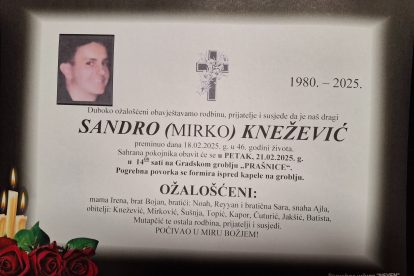 1980. – 2025.
Duboko ožalošćeni obavještavamo rodbinu, prijatelje i susjede da je naš dragi
SANDRO (MIRKO) KNEŽEVIĆ
preminuo dana 18.02.2025. g. u 46. godini života.
Sahrana pokojnika obavit će se u PETAK, 21.02.2025. g.
u 14⁰⁰ sati na Gradskom groblju „PRAŠNICE“.
Pogrebna povorka se formira ispred kapele na groblju.
OŽALOŠĆENI:
mama Irena, brat Bojan, bratići: Noah, Reyyan i bratična Sara, snaha Ajla,
obitelji: Knežević, Mirković, Šušnja, Topić, Kapor, Čuturić, Jakšić, Batista,
Mutapčić te ostala rodbina, prijatelji i susjedi.
POČIVAO U MIRU BOŽJEM!